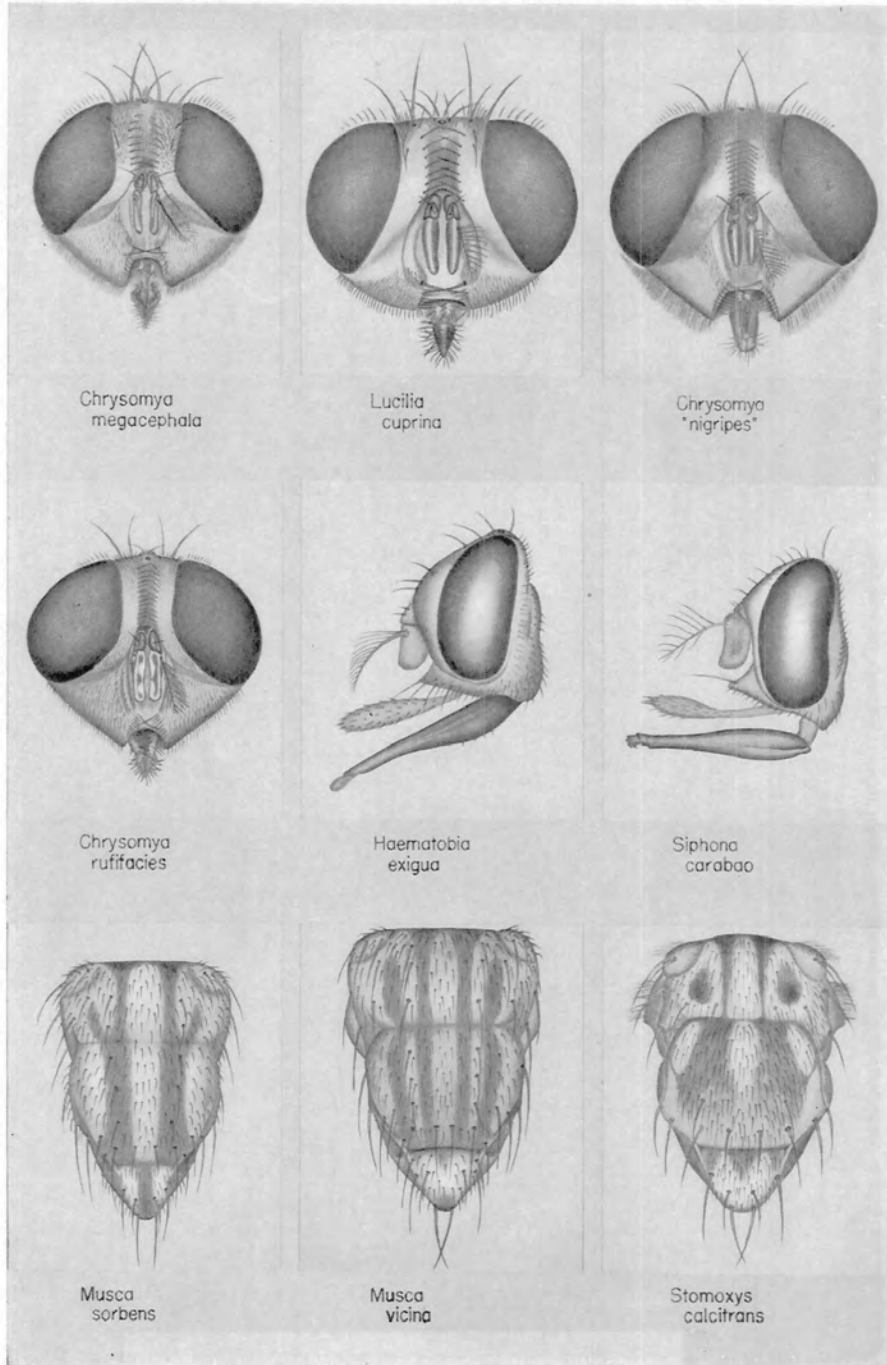 Chrysomya
megacephala
Lucilia
cuprina
Chrysomya
"nigripes"
Chrysomya
rufifacies
Haematobia
exigua
Siphona
carabao
Musca
sorbens
Musca
vicina
Stomoxys
calcitrans